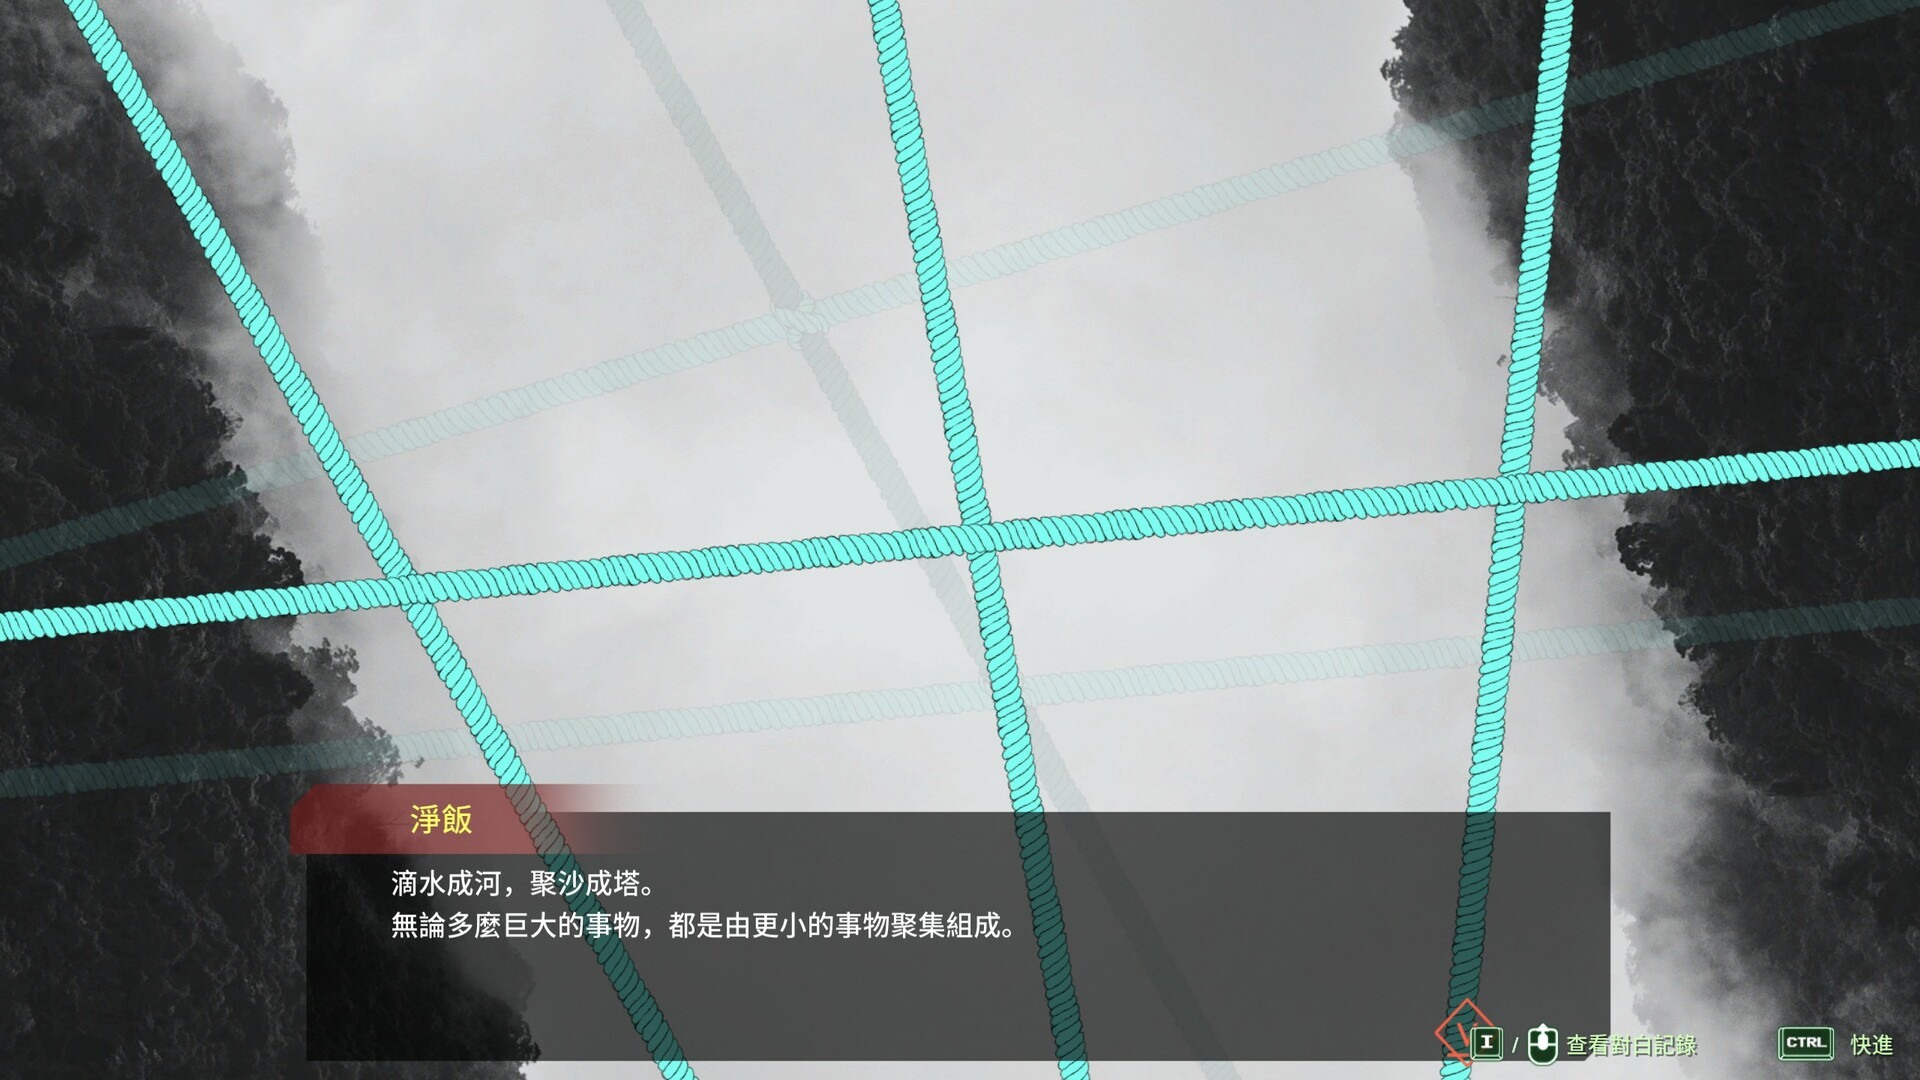 淨飯
滴水成河，聚沙成塔。
無論多麼巨大的事物，都是由更小的事物聚集組成。
I / 查看對白記錄
CTRL 快進